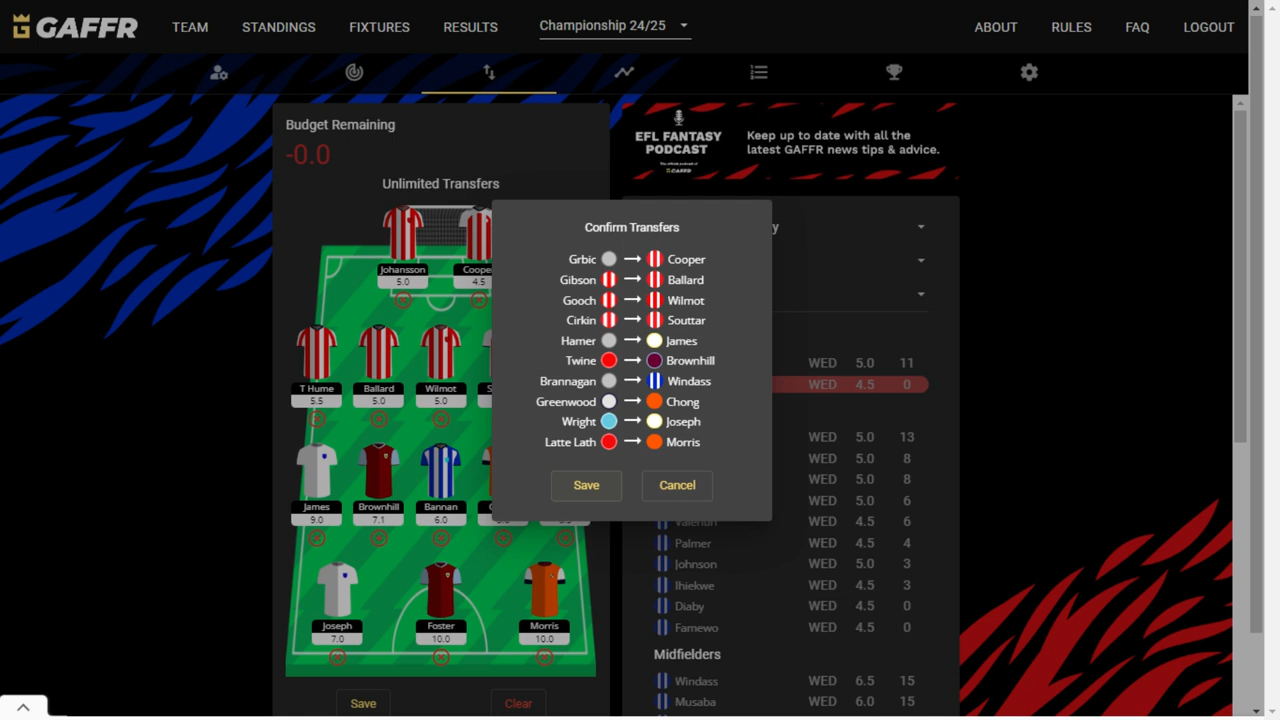 GAFFR
TEAM
STANDINGS
FIXTURES
RESULTS
Championship 24/25
ABOUT
RULES
FAQ
LOGOUT
Budget Remaining
-0.0
Unlimited Transfers
Johansson
5.0
Cooper
4.5
T Hume
5.5
Ballard
5.0
Wilmot
5.0
James
9.0
Brownhill
7.1
Bannan
6.0
Joseph
7.0
Foster
10.0
Morris
10.0
Save
Clear
EFL FANTASY
PODCAST
The official podcast of
GAFFR
Keep up to date with all the
latest GAFFR news tips & advice.
Confirm Transfers
Grbic Cooper
Gibson Ballard
Gooch Wilmot
Cirkin Souttar
Hamer James
Twine Brownhill
Brannagan Windass
Greenwood Chong
Wright Joseph
Latte Lath Morris
Save
Cancel
WED 5.0 11
WED 4.5 0
WED 5.0 13
WED 5.0 8
WED 5.0 8
WED 5.0 6
Valentin WED 4.5 6
Palmer WED 4.5 4
Johnson WED 5.0 3
Ihiekwe WED 4.5 3
Diaby WED 4.5 0
Famewo WED 4.5 0
Midfielders
Windass WED 6.5 15
Musaba WED 6.0 15